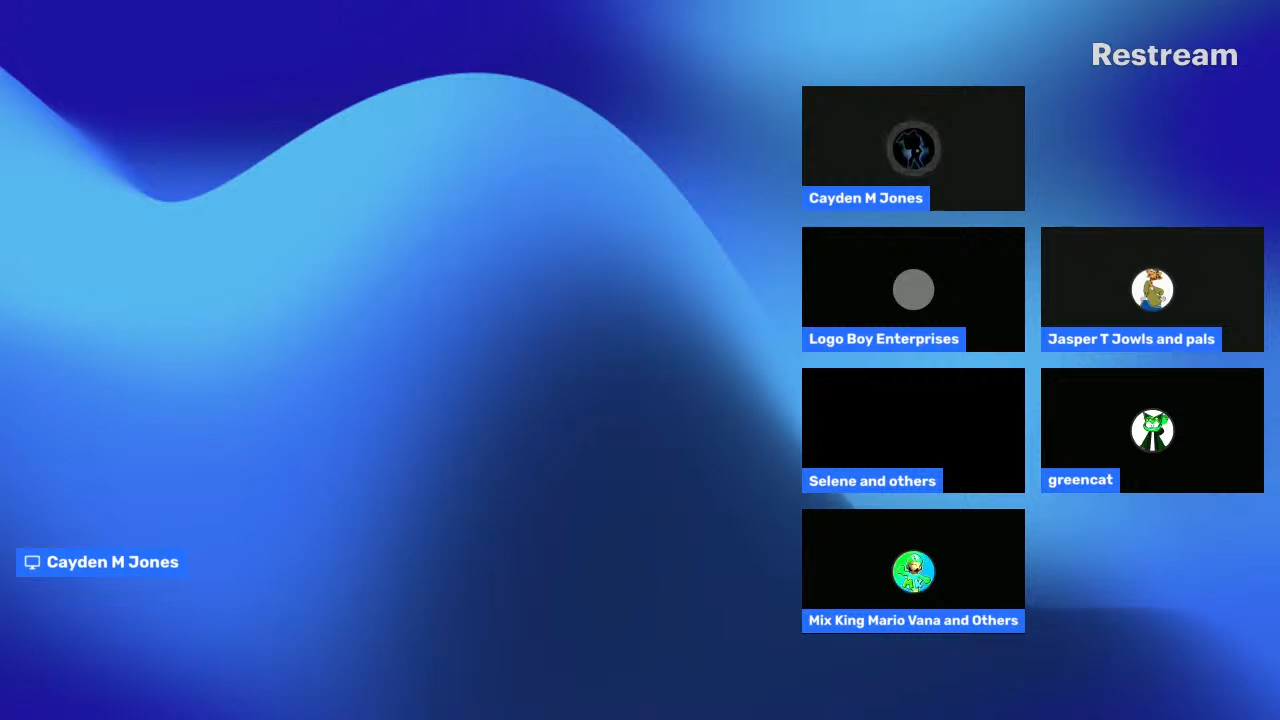 Restream
Cayden M Jones
Logo Boy Enterprises
Jasper T Jowls and pals
Selene and others
greencat
Cayden M Jones
Mix King Mario Vana and Others